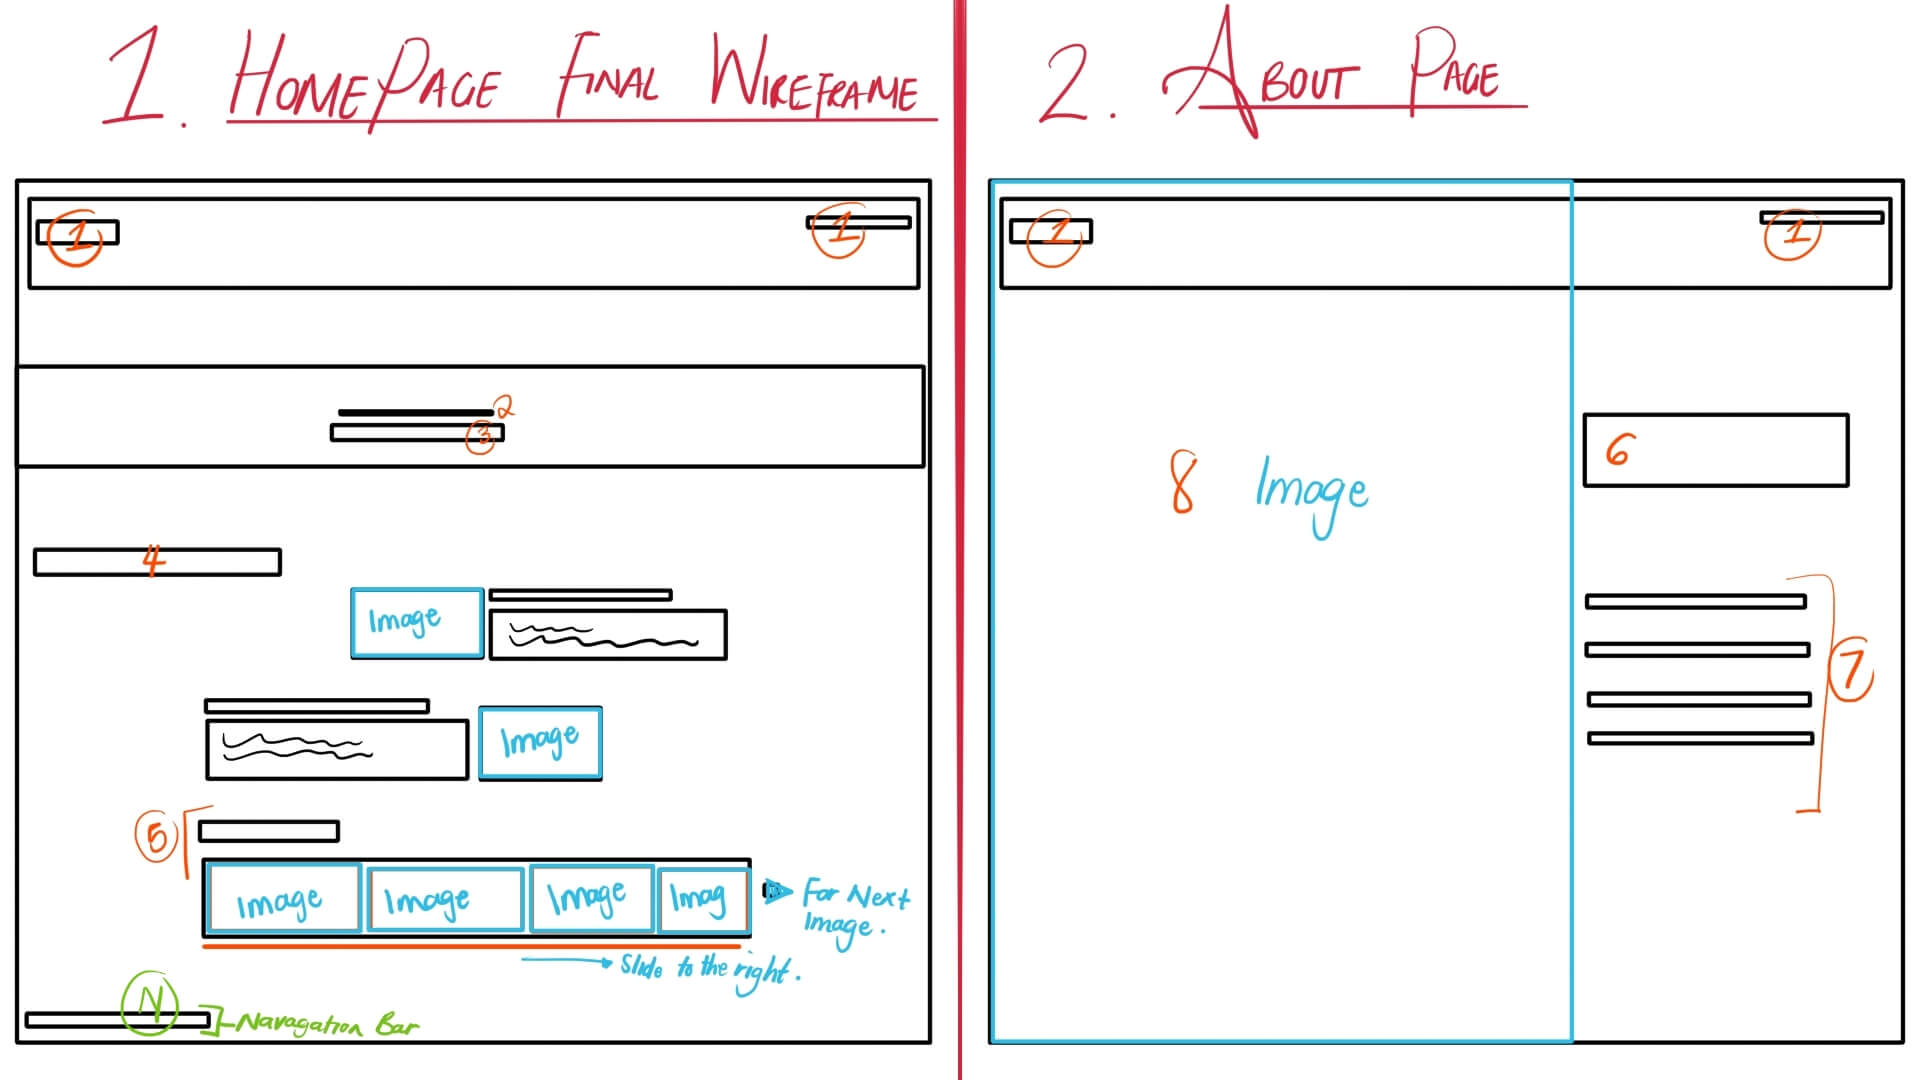 1. HOMEPAGE FINAL WIREFRAME
1
1
2
3
4
Image
Image
5
Image
Image
Image
Imag
For Next
Image.
Slide to the right.
N
Navagation Bar
2. ABOUT PAGE
1
1
8 Image
6
7